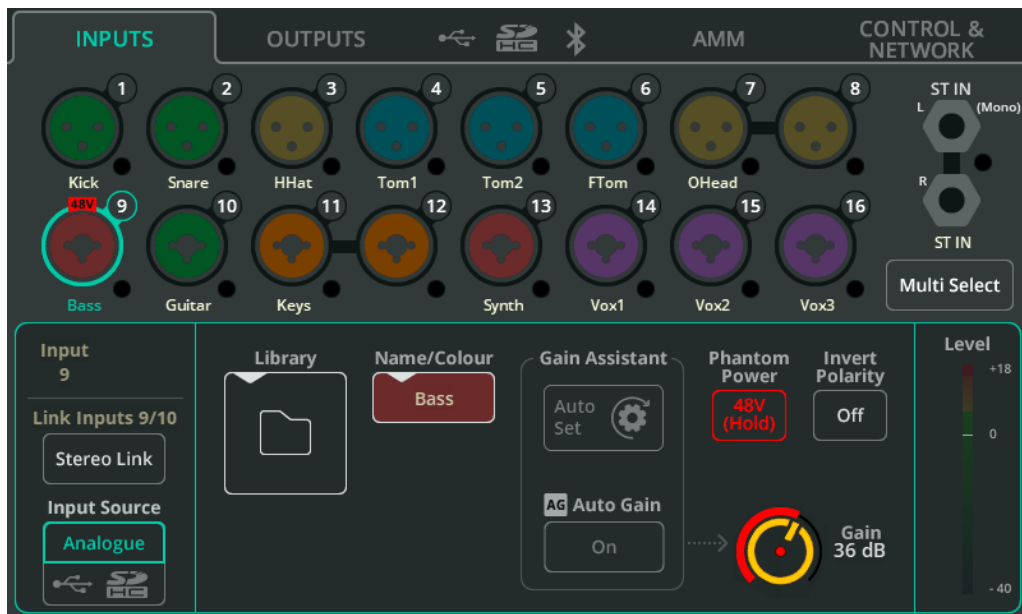 INPUTS
OUTPUTS
AMM
CONTROL &
NETWORK
1
2
3
4
5
6
7
8
Kick
Snare
HHat
Tom1
Tom2
FTom
OHead
ST IN
L
(Mono)
R
ST IN
48V
9
10
11
12
13
14
15
16
Bass
Guitar
Keys
Synth
Vox1
Vox2
Vox3
Multi Select
Input
9
Link Inputs 9/10
Stereo Link
Input Source
Analogue
SD
HC
Library
Name/Colour
Bass
Gain Assistant
Auto
Set
AG Auto Gain
On
Phantom
Power
48V
(Hold)
Invert
Polarity
Off
Gain
36 dB
Level
+18
0
-40